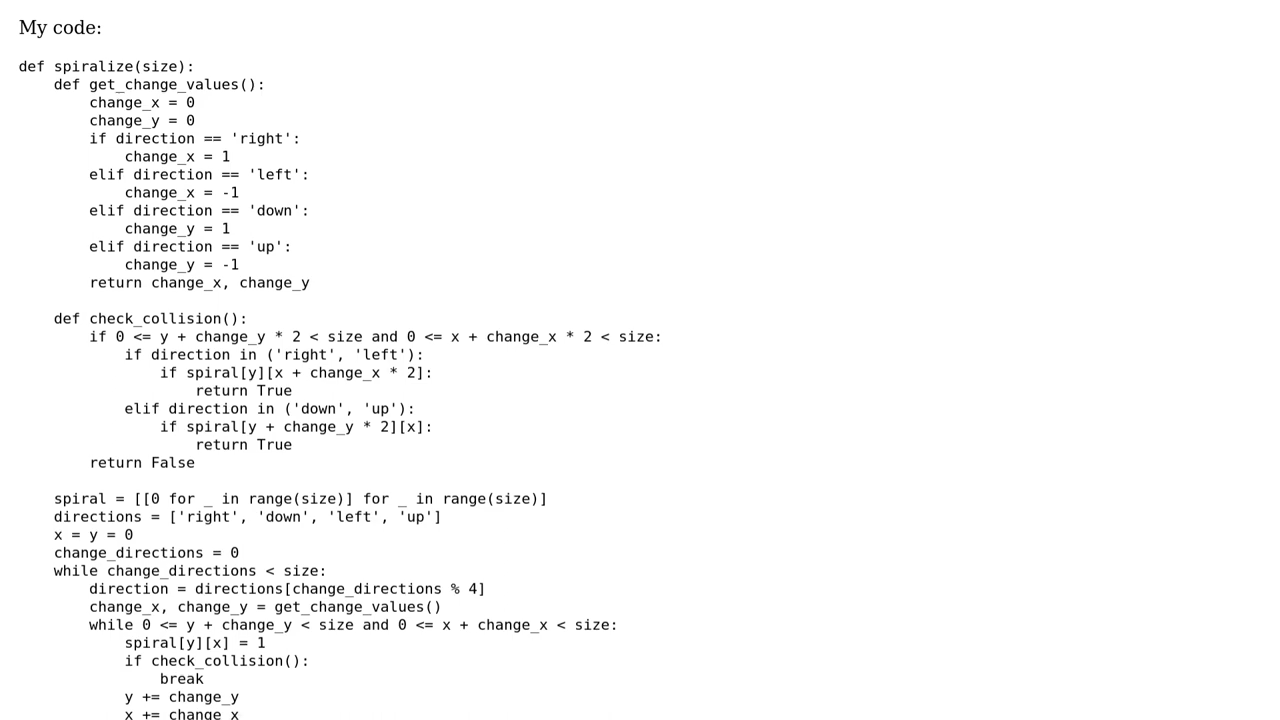 My code:
def spiralize(size):
    def get_change_values():
        change_x = 0
        change_y = 0
        if direction == 'right':
            change_x = 1
        elif direction == 'left':
            change_x = -1
        elif direction == 'down':
            change_y = 1
        elif direction == 'up':
            change_y = -1
        return change_x, change_y

    def check_collision():
        if 0 <= y + change_y * 2 < size and 0 <= x + change_x * 2 < size:
            if direction in ('right', 'left'):
                if spiral[y][x + change_x * 2]:
                    return True
            elif direction in ('down', 'up'):
                if spiral[y + change_y * 2][x]:
                    return True
        return False

    spiral = [[0 for _ in range(size)] for _ in range(size)]
    directions = ['right', 'down', 'left', 'up']
    x = y = 0
    change_directions = 0
    while change_directions < size:
        direction = directions[change_directions % 4]
        change_x, change_y = get_change_values()
        while 0 <= y + change_y < size and 0 <= x + change_x < size:
            spiral[y][x] = 1
            if check_collision():
                break
            y += change_y
            x += change_x